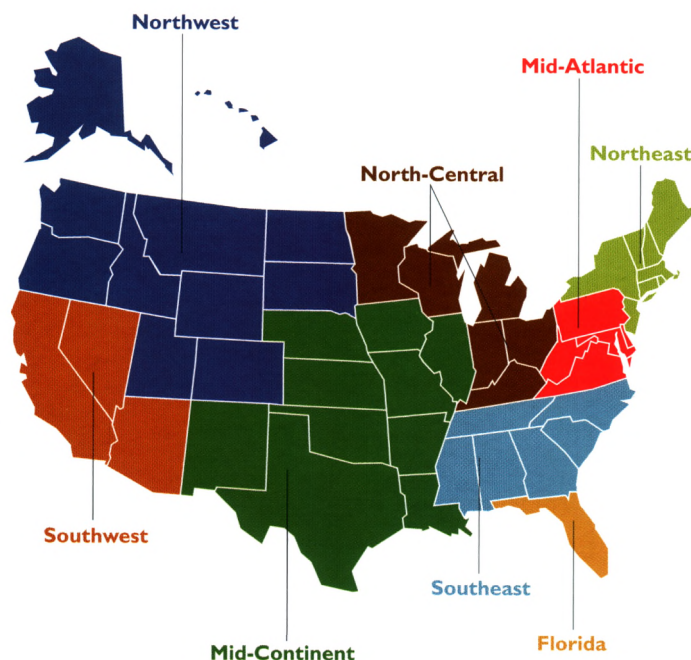 Northwest
Mid-Atlantic
Northeast
North-Central
Southwest
Southeast
Florida
Mid-Continent